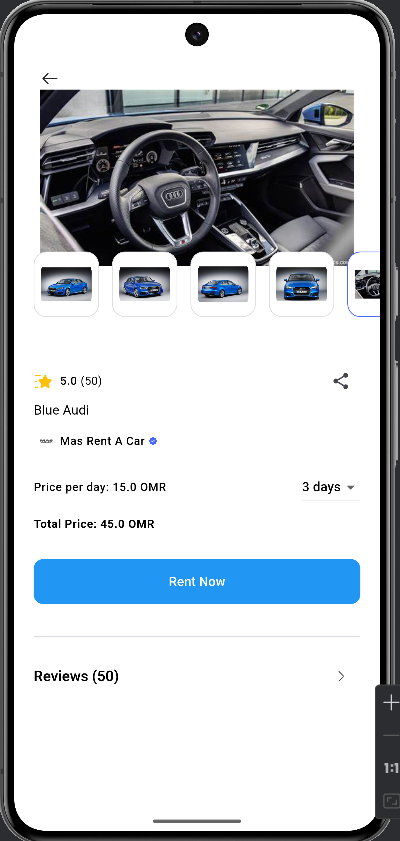 5.0 (50)
Blue Audi
Mas Rent A Car
Price per day: 15.0 OMR
3 days
Total Price: 45.0 OMR
Rent Now
Reviews (50)
1:1